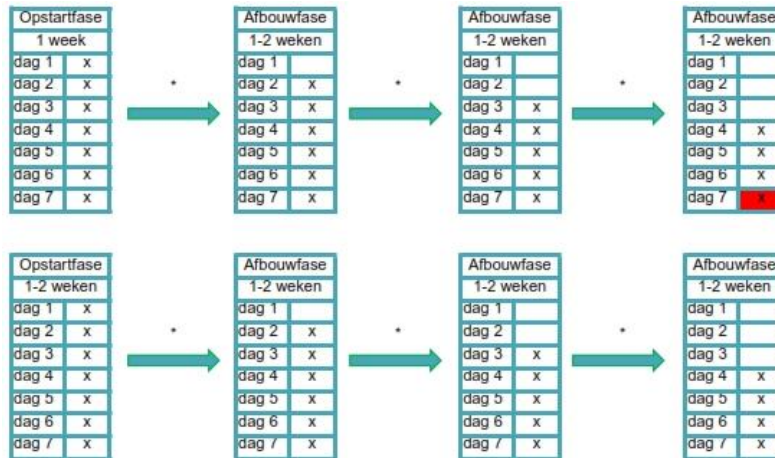 Opstartfase Afbouwfase Afbouwfase Afbouwfase
1 week 1-2 weken 1-2 weken 1-2 weken
dag 1 x dag 1 dag 1 dag 1
dag 2 x * dag 2 x * dag 2 * dag 2
dag 3 x dag 3 x dag 3 x dag 3
dag 4 x dag 4 x dag 4 x dag 4 x
dag 5 x dag 5 x dag 5 x dag 5 x
dag 6 x dag 6 x dag 6 x dag 6 x
dag 7 x dag 7 x dag 7 x dag 7 x
Opstartfase Afbouwfase Afbouwfase Afbouwfase
1-2 weken 1-2 weken 1-2 weken 1-2 weken
dag 1 x dag 1 dag 1 dag 1
dag 2 x * dag 2 x * dag 2 * dag 2
dag 3 x dag 3 x dag 3 x dag 3
dag 4 x dag 4 x dag 4 x dag 4 x
dag 5 x dag 5 x dag 5 x dag 5 x
dag 6 x dag 6 x dag 6 x dag 6 x
dag 7 x dag 7 x dag 7 x dag 7 x